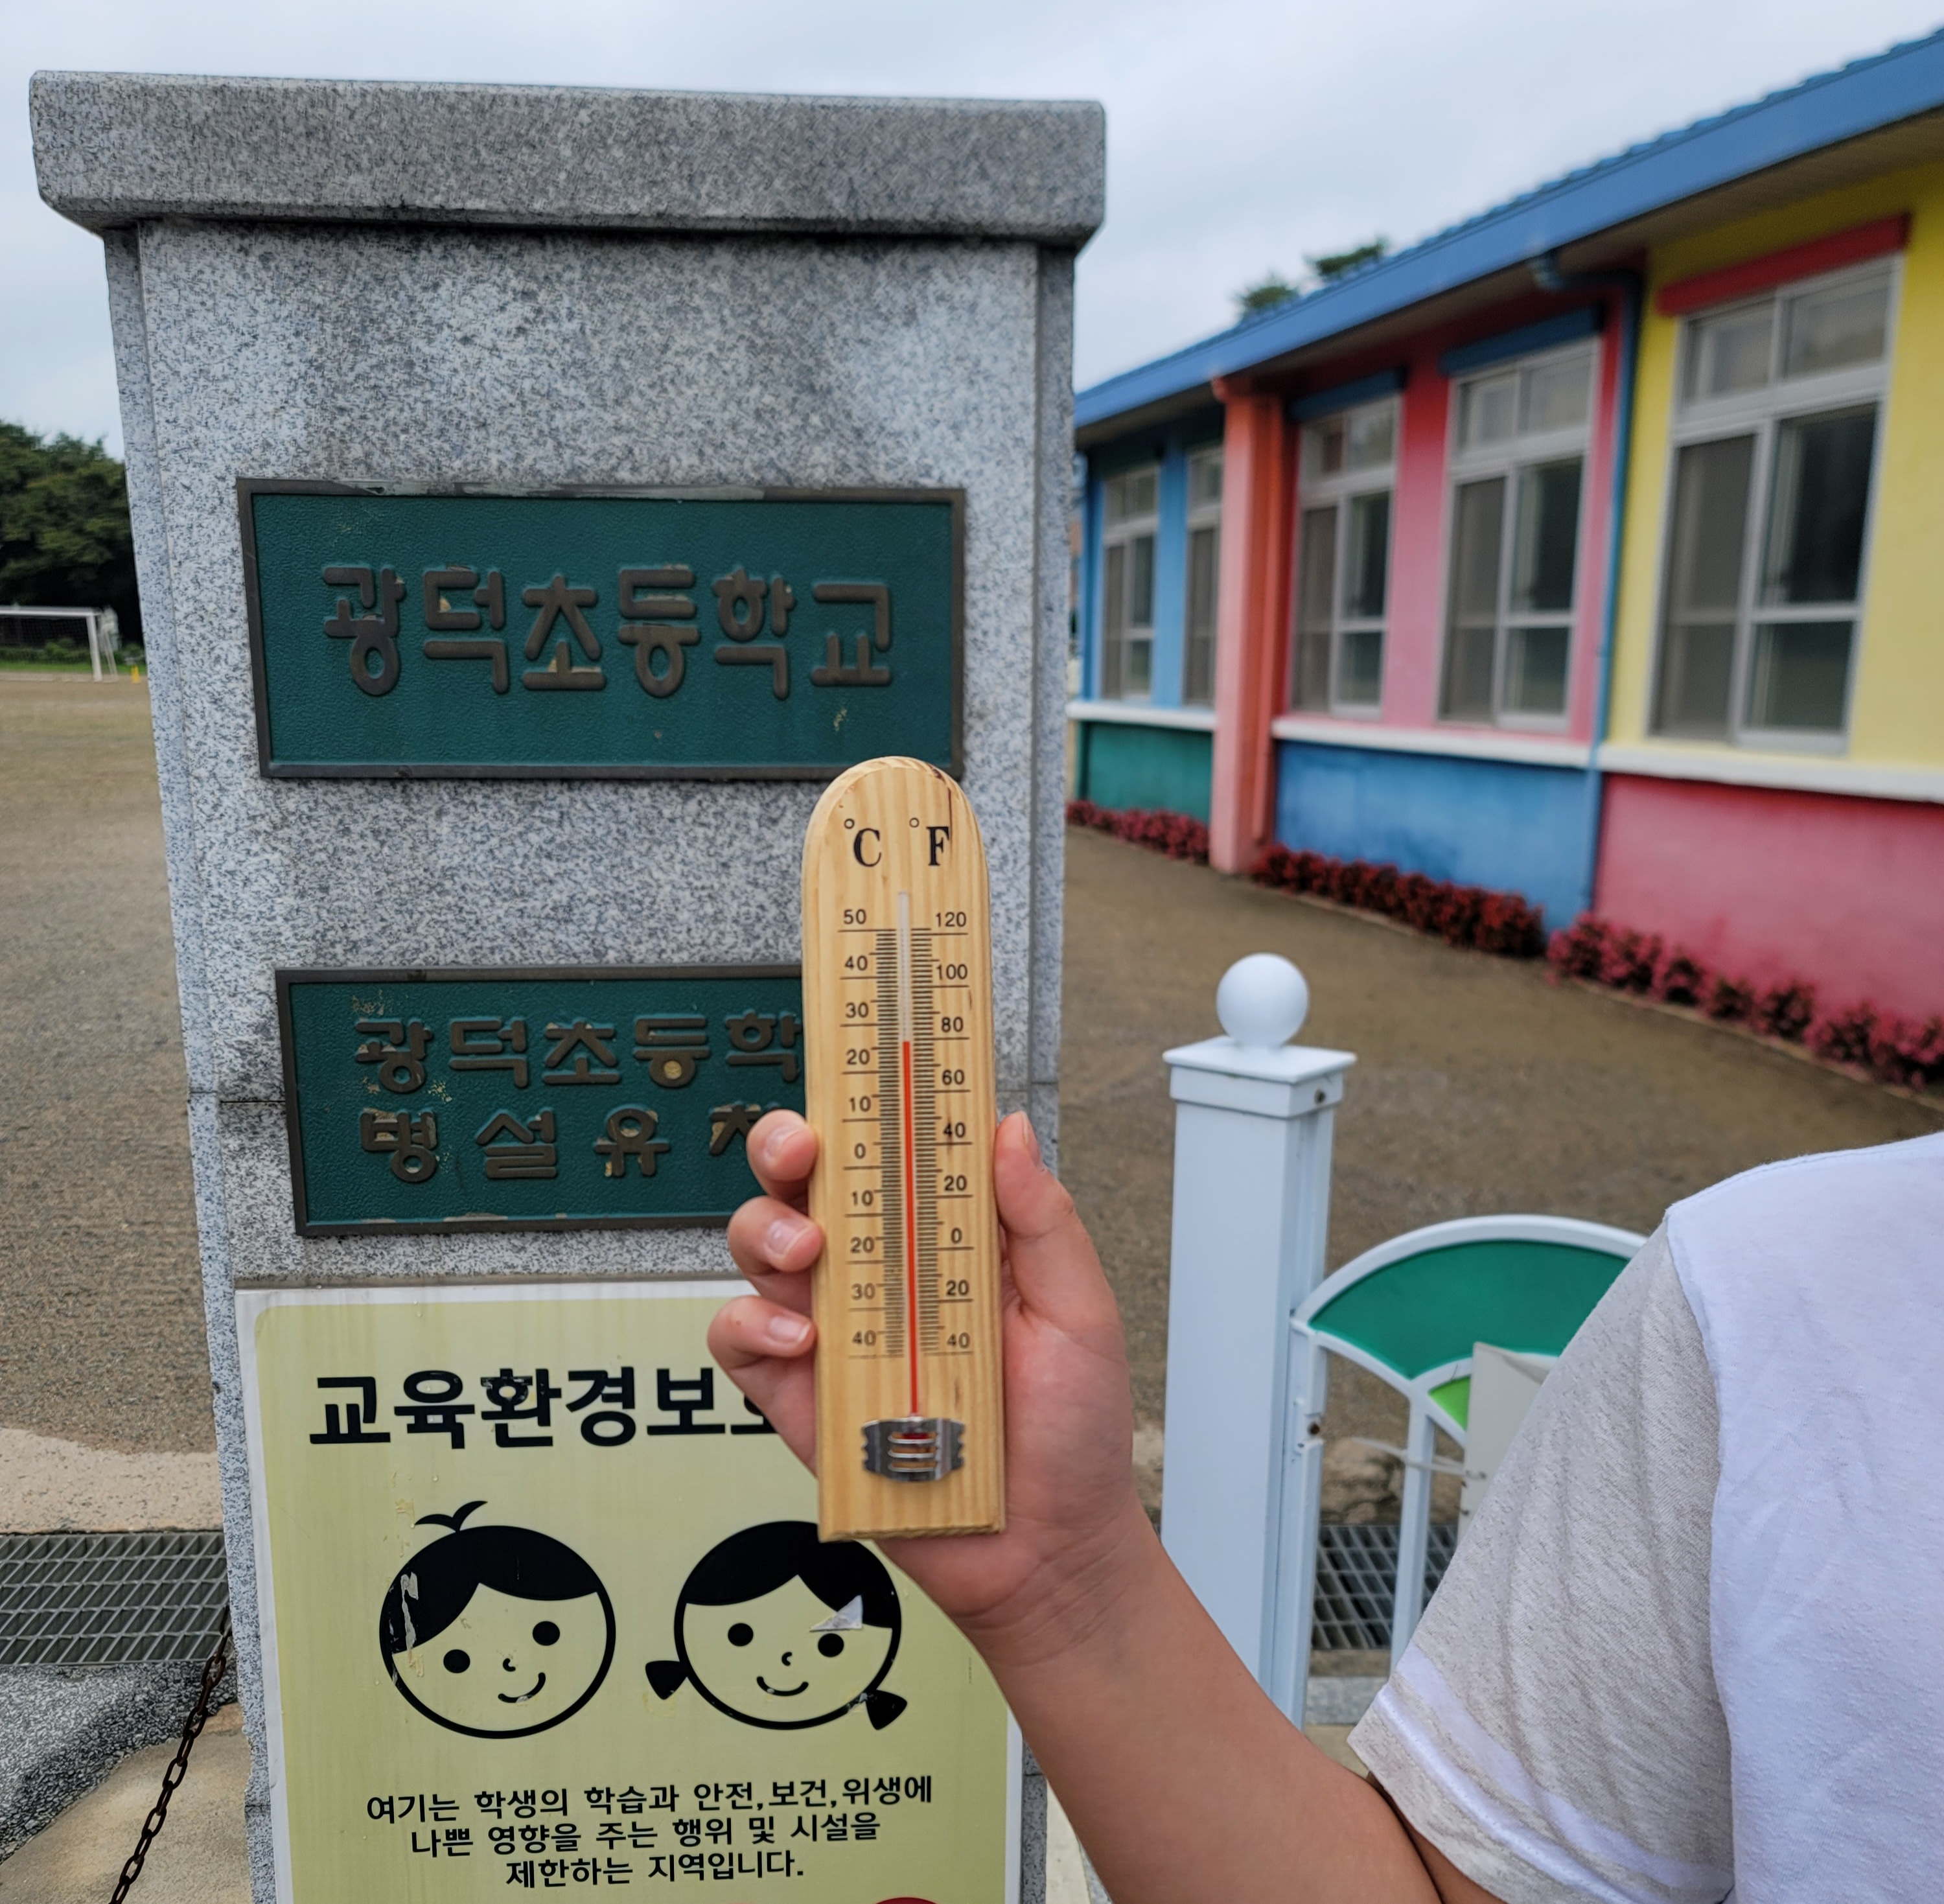 광덕초등학교
광덕초등학
병설유
교육환경보
여기는 학생의 학습과 안전,보건,위생에
나쁜 영향을 주는 행위 및 시설을
제한하는 지역입니다.
°C °F
50 120
40 100
30 80
20 60
10 40
0 20
10 0
20 20
30 40
40